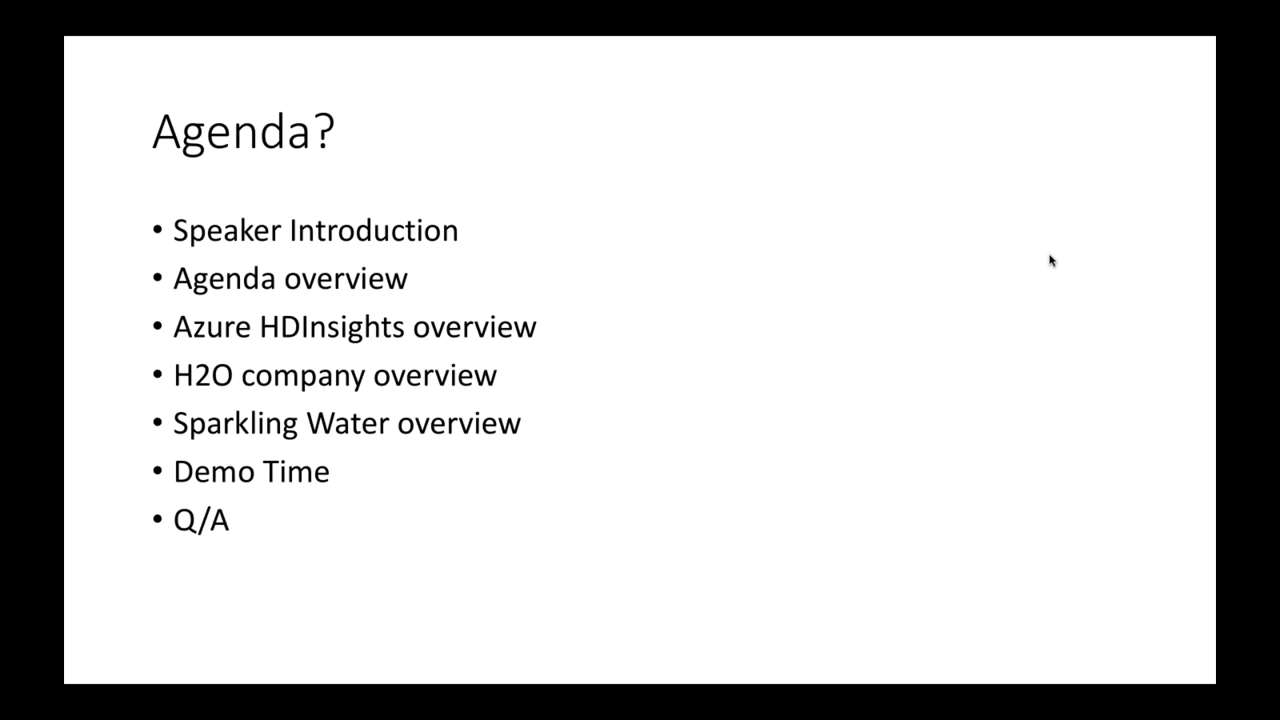 Agenda?
• Speaker Introduction
• Agenda overview
• Azure HDInsights overview
• H2O company overview
• Sparkling Water overview
• Demo Time
• Q/A